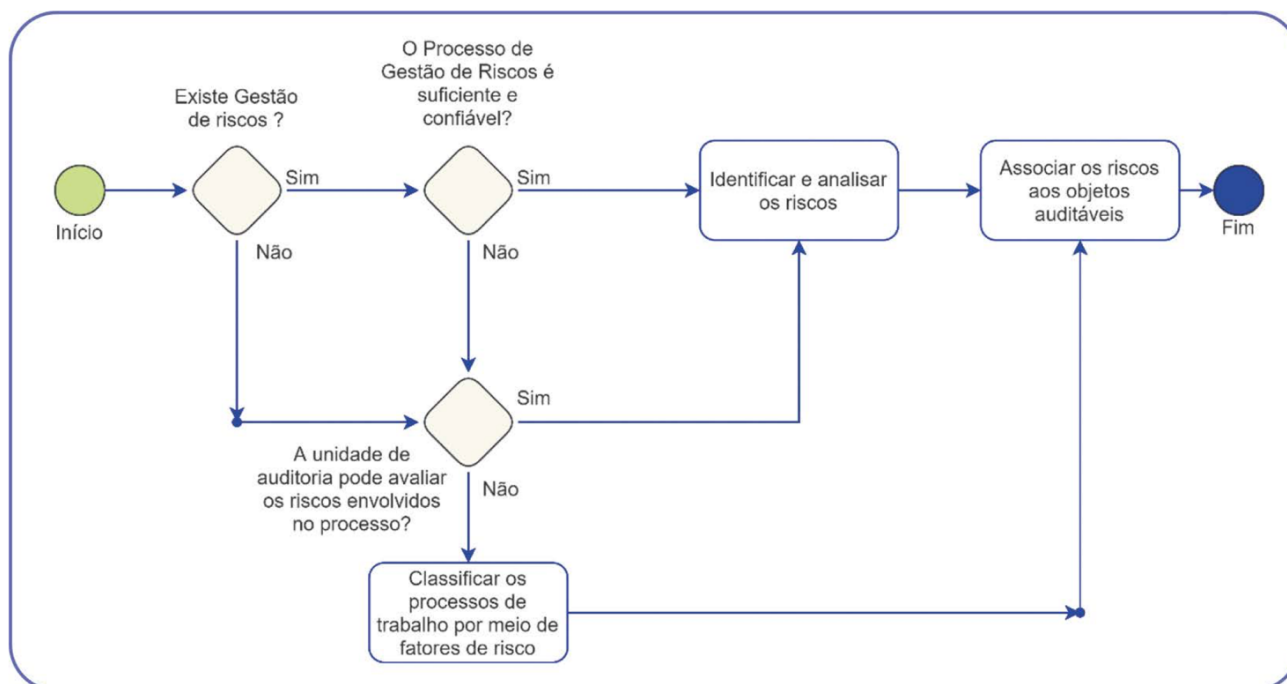 O Processo de
Gestão de Riscos é
suficiente e
confiável?
Existe Gestão
de riscos ?
Sim
Sim
Identificar e analisar
os riscos
Associar os riscos
aos objetos
auditáveis
Início
Fim
Não
Não
Sim
A unidade de
auditoria pode avaliar
os riscos envolvidos
no processo?
Não
Classificar os
processos de
trabalho por meio de
fatores de risco